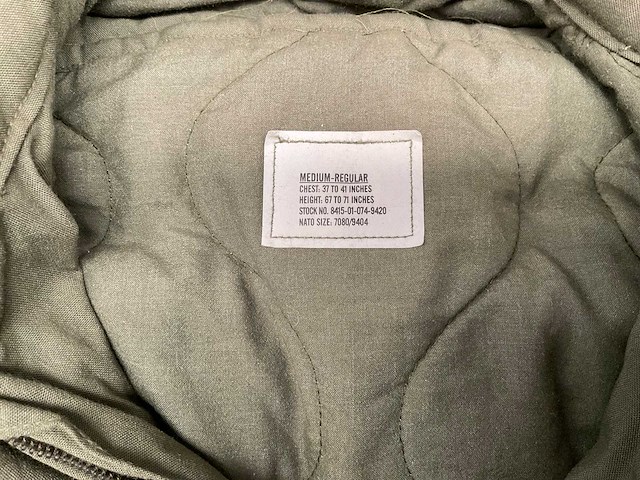 MEDIUM-REGULAR
CHEST: 37 TO 41 INCHES
HEIGHT: 67 TO 71 INCHES
STOCK NO. 8415-01-074-9420
NATO SIZE: 7080/9404